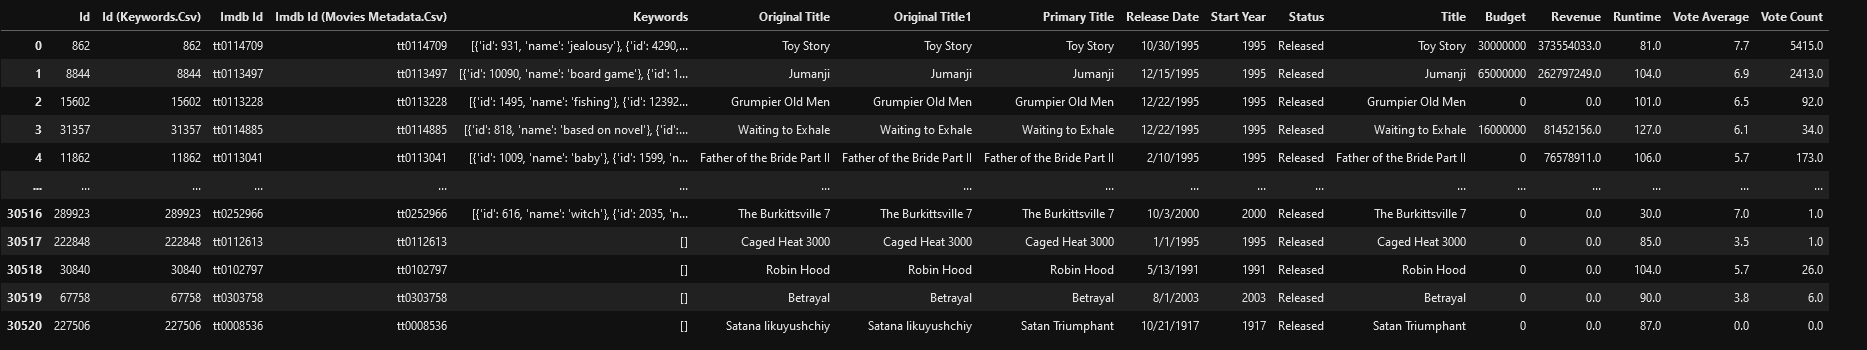 Id Id (Keywords.Csv) Imdb Id Imdb Id (Movies Metadata.Csv) Keywords Original Title Original Title1 Primary Title Release Date Start Year Status Title Budget Revenue Runtime Vote Average Vote Count
0 862 862 tt0114709 tt0114709 [{'id': 931, 'name': 'jealousy'}, {'id': 4290,... Toy Story Toy Story Toy Story 10/30/1995 1995 Released Toy Story 30000000 373554033.0 81.0 7.7 5415.0
1 8844 8844 tt0113497 tt0113497 [{'id': 10090, 'name': 'board game'}, {'id': 1... Jumanji Jumanji Jumanji 12/15/1995 1995 Released Jumanji 65000000 262797249.0 104.0 6.9 2413.0
2 15602 15602 tt0113228 tt0113228 [{'id': 1495, 'name': 'fishing'}, {'id': 12392... Grumpier Old Men Grumpier Old Men Grumpier Old Men 12/22/1995 1995 Released Grumpier Old Men 0 0.0 101.0 6.5 92.0
3 31357 31357 tt0114885 tt0114885 [{'id': 818, 'name': 'based on novel'}, {'id':... Waiting to Exhale Waiting to Exhale Waiting to Exhale 12/22/1995 1995 Released Waiting to Exhale 16000000 81452156.0 127.0 6.1 34.0
4 11862 11862 tt0113041 tt0113041 [{'id': 1009, 'name': 'baby'}, {'id': 1599, 'n... Father of the Bride Part II Father of the Bride Part II Father of the Bride Part II 2/10/1995 1995 Released Father of the Bride Part II 0 76578911.0 106.0 5.7 173.0
... ... ... ... ... ... ... ... ... ... ... ... ... ... ... ... ... ...
30516 289923 289923 tt0252966 tt0252966 [{'id': 616, 'name': 'witch'}, {'id': 2035, 'n... The Burkittsville 7 The Burkittsville 7 The Burkittsville 7 10/3/2000 2000 Released The Burkittsville 7 0 0.0 30.0 7.0 1.0
30517 222848 222848 tt0112613 tt0112613 [] Caged Heat 3000 Caged Heat 3000 Caged Heat 3000 1/1/1995 1995 Released Caged Heat 3000 0 0.0 85.0 3.5 1.0
30518 30840 30840 tt0102797 tt0102797 [] Robin Hood Robin Hood Robin Hood 5/13/1991 1991 Released Robin Hood 0 0.0 104.0 5.7 26.0
30519 67758 67758 tt0303758 tt0303758 [] Betrayal Betrayal Betrayal 8/1/2003 2003 Released Betrayal 0 0.0 90.0 3.8 6.0
30520 227506 227506 tt0008536 tt0008536 [] Satana likuyushchiy Satana likuyushchiy Satan Triumphant 10/21/1917 1917 Released Satan Triumphant 0 0.0 87.0 0.0 0.0